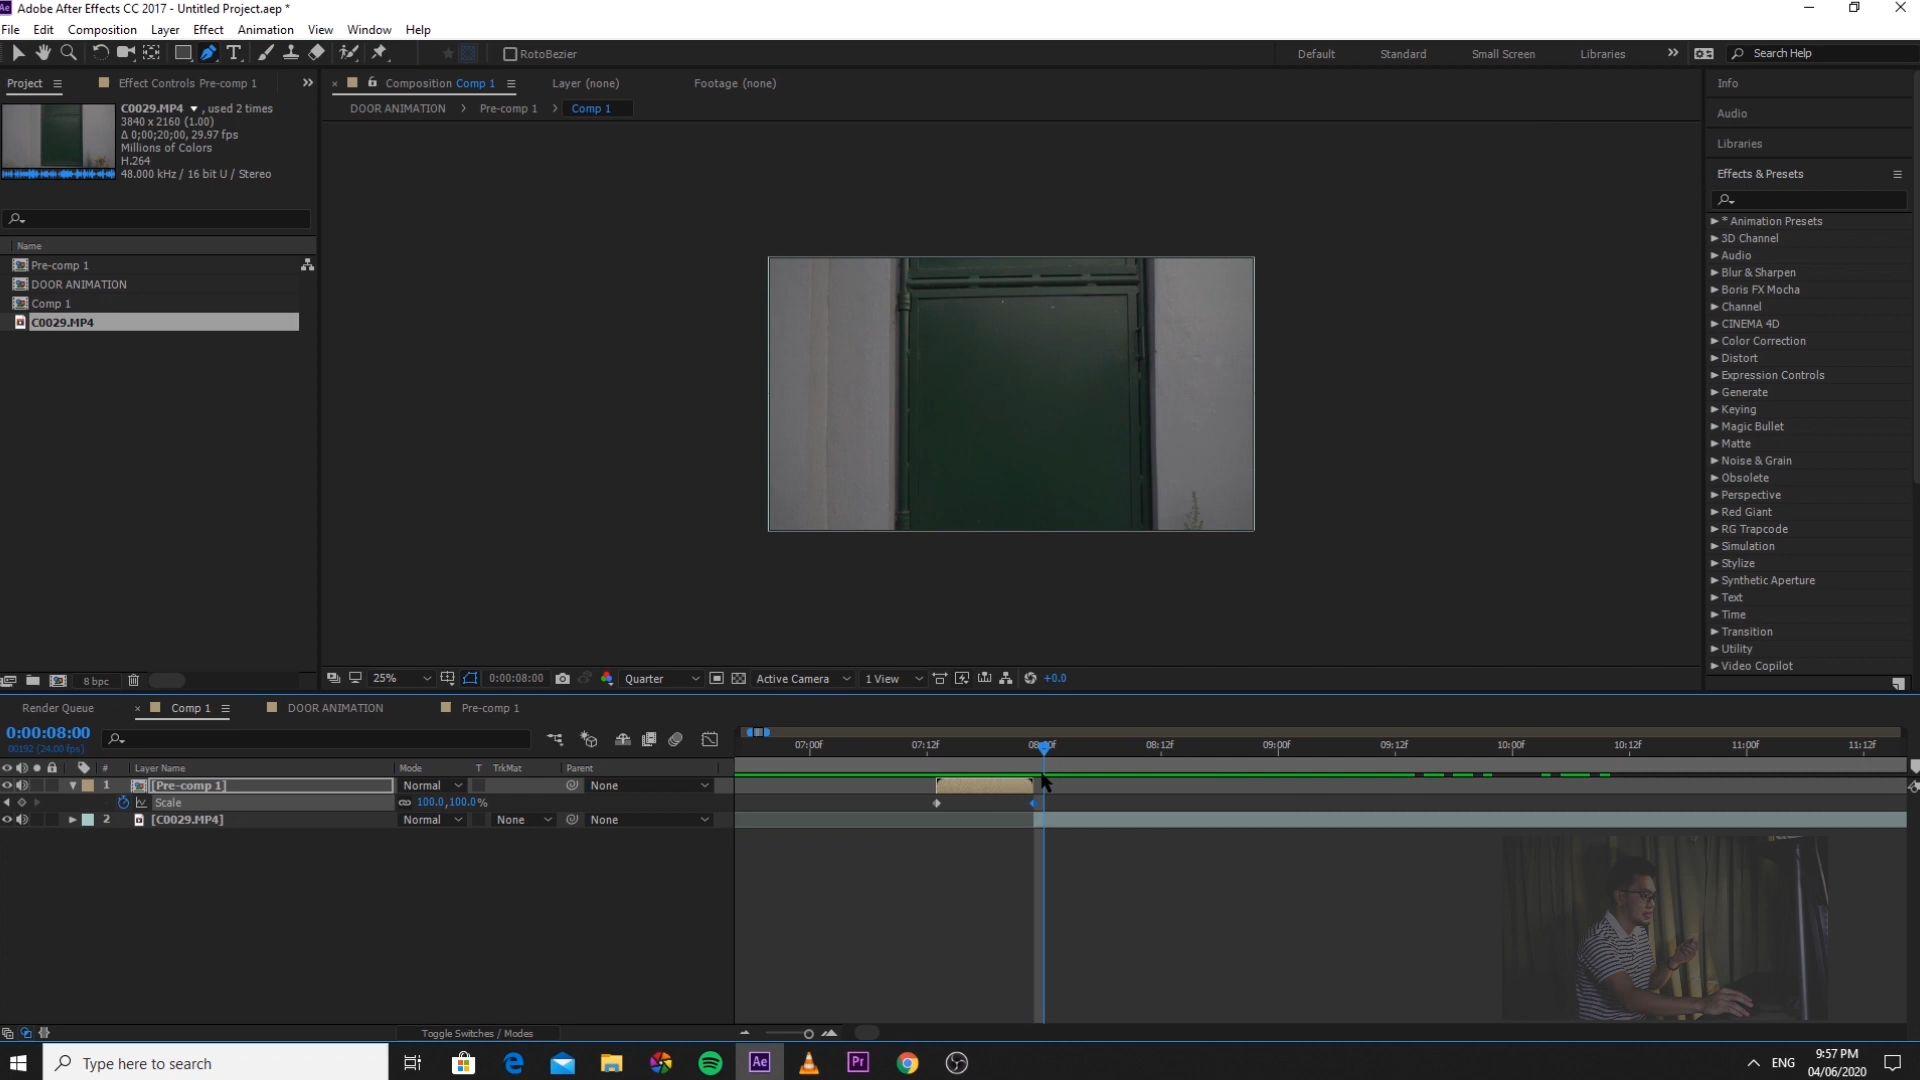 Ae Adobe After Effects CC 2017 - Untitled Project.aep *
File Edit Composition Layer Effect Animation View Window Help
RotoBezier Default Standard Small Screen Libraries Search Help
Project Effect Controls Pre-comp 1
Composition Comp 1 Layer (none) Footage (none)
DOOR ANIMATION Pre-comp 1 Comp 1
C0029.MP4 , used 2 times
3840 x 2160 (1.00)
Δ 0;00;20;00, 29.97 fps
Millions of Colors
H.264
48.000 kHz / 16 bit U / Stereo
Name
Pre-comp 1
DOOR ANIMATION
Comp 1
C0029.MP4
Info
Audio
Libraries
Effects & Presets
* Animation Presets
3D Channel
Audio
Blur & Sharpen
Boris FX Mocha
Channel
CINEMA 4D
Color Correction
Distort
Expression Controls
Generate
Keying
Magic Bullet
Matte
Noise & Grain
Obsolete
Perspective
Red Giant
RG Trapcode
Simulation
Stylize
Synthetic Aperture
Text
Time
Transition
Utility
Video Copilot
8 bpc
25% 0:00:08:00 Quarter Active Camera 1 View +0.0
Render Queue Comp 1 DOOR ANIMATION Pre-comp 1
0:00:08:00
00192 (24.00 fps)
07:00f 07:12f 08:12f 09:00f 09:12f 10:00f 10:12f 11:00f 11:12f
# Layer Name Mode T TrkMat Parent
1 [Pre-comp 1] Normal None
Scale 100.0,100.0%
2 [C0029.MP4] Normal None None
Toggle Switches / Modes
Type here to search
Ae
Pr
ENG
9:57 PM
04/06/2020